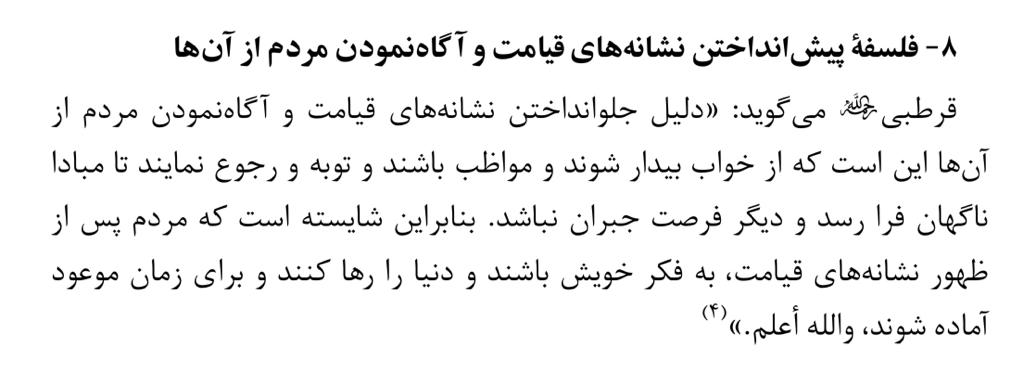 ۸- فلسفهٔ پیش‌انداختن نشانه‌های قیامت و آگاه‌نمودن مردم از آن‌ها
قرطبی رحمه الله می‌گوید: «دلیل جلوانداختن نشانه‌های قیامت و آگاه‌نمودن مردم از
آن‌ها این است که از خواب بیدار شوند و مواظب باشند و توبه و رجوع نمایند تا مبادا
ناگهان فرا رسد و دیگر فرصت جبران نباشد. بنابراین شایسته است که مردم پس از
ظهور نشانه‌های قیامت، به فکر خویش باشند و دنیا را رها کنند و برای زمان موعود
آماده شوند، والله أعلم.»(۴)